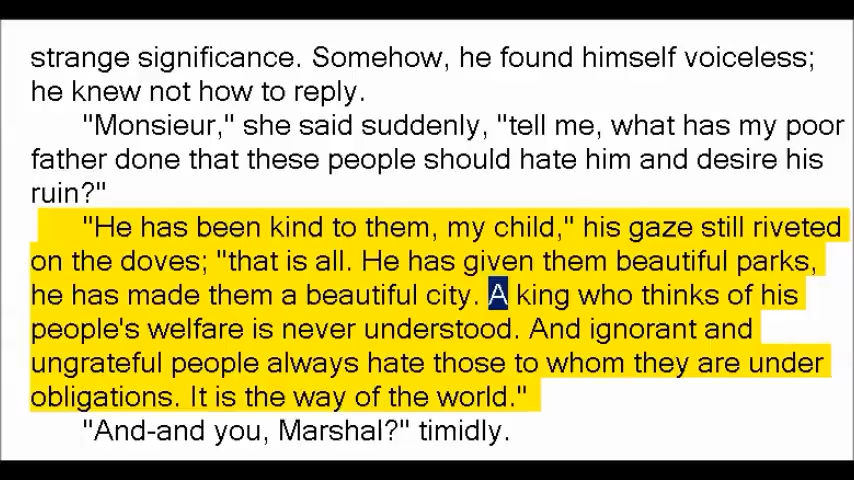 strange significance. Somehow, he found himself voiceless;
he knew not how to reply.
"Monsieur," she said suddenly, "tell me, what has my poor
father done that these people should hate him and desire his
ruin?"
"He has been kind to them, my child," his gaze still riveted
on the doves; "that is all. He has given them beautiful parks,
he has made them a beautiful city. A king who thinks of his
people's welfare is never understood. And ignorant and
ungrateful people always hate those to whom they are under
obligations. It is the way of the world."
"And-and you, Marshal?" timidly.